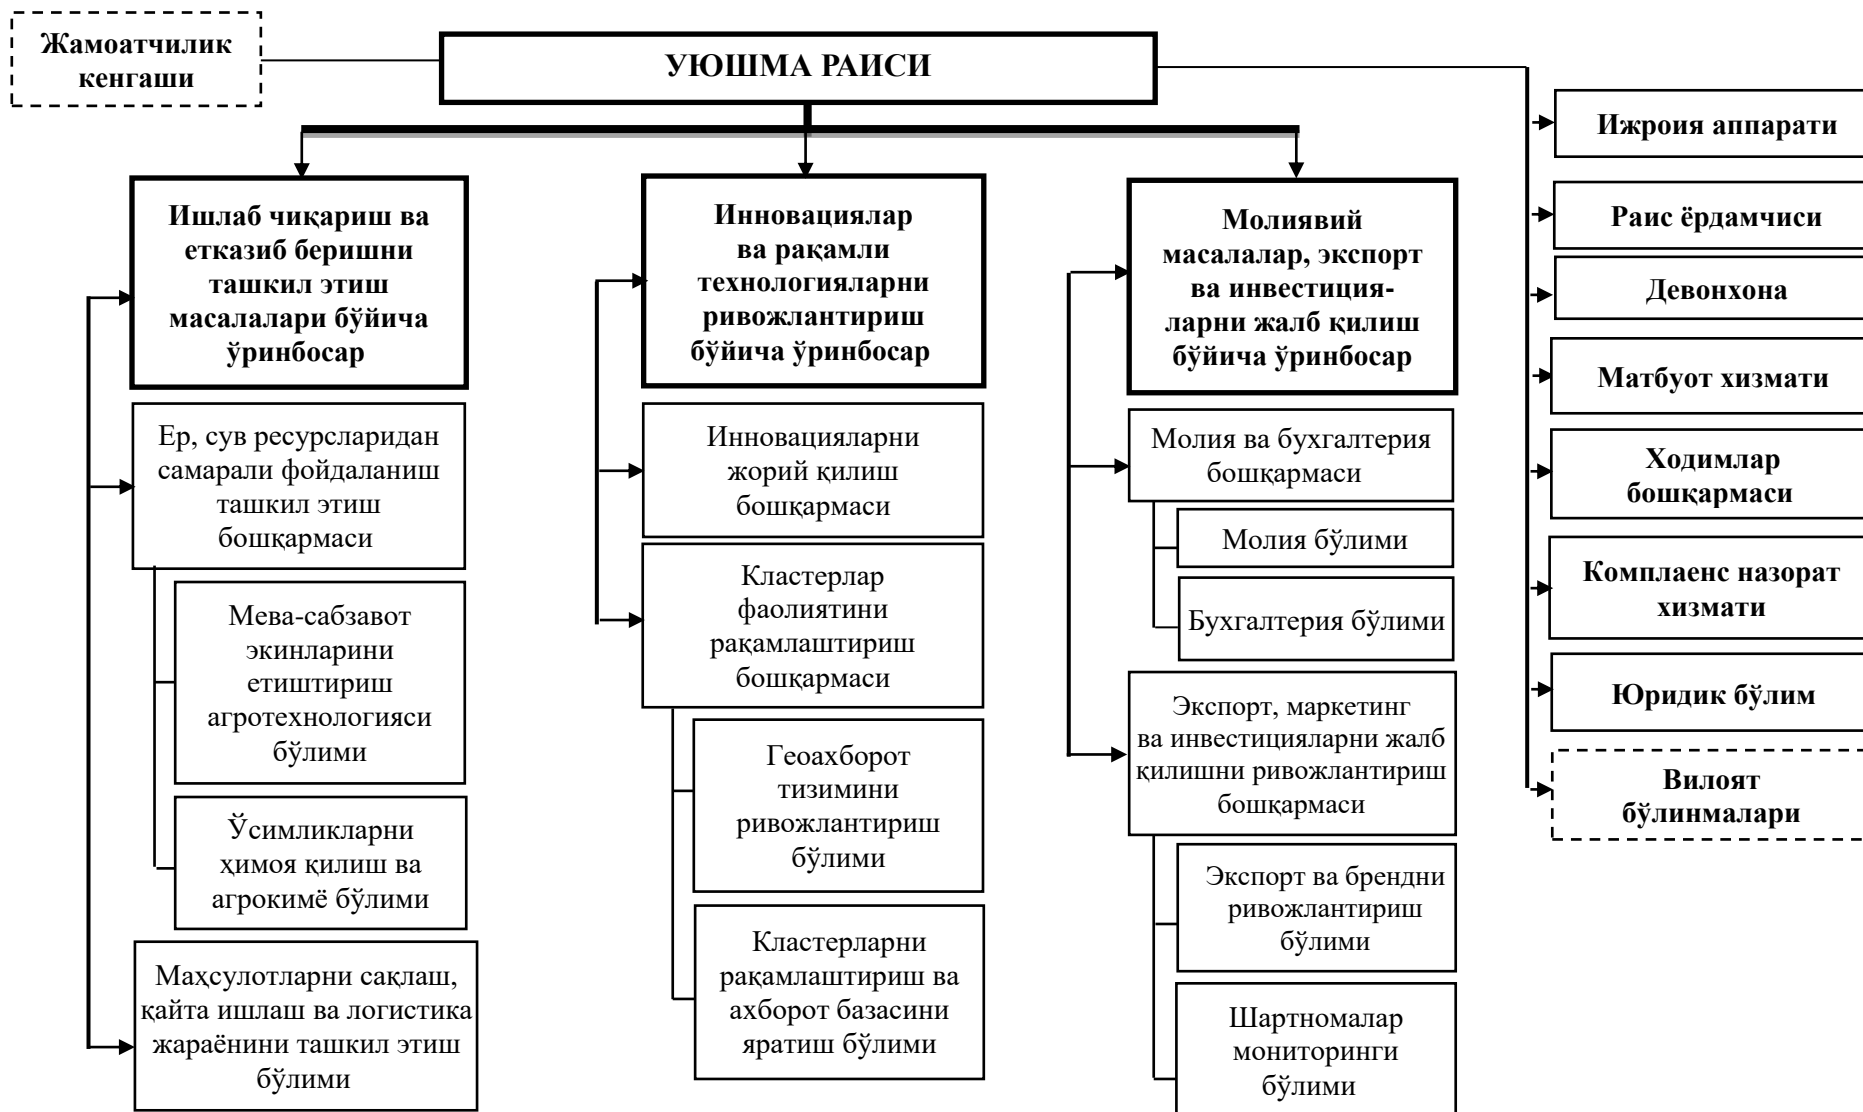 Жамоатчилик
кенгаши
УЮШМА РАИСИ
Ишлаб чиқариш ва
етказиб беришни
ташкил этиш
масалалари бўйича
ўринбосар
Ер, сув ресурсларидан
самарали фойдаланиш
ташкил этиш
бошқармаси
Мева-сабзавот
экинларини
етиштириш
агротехнологияси
бўлими
Ўсимликларни
ҳимоя қилиш ва
агрокимё бўлими
Маҳсулотларни сақлаш,
қайта ишлаш ва логистика
жараёнини ташкил этиш
бўлими
Инновациялар
ва рақамли
технологияларни
ривожлантириш
бўйича ўринбосар
Инновацияларни
жорий қилиш
бошқармаси
Кластерлар
фаолиятини
рақамлаштириш
бошқармаси
Геоахборот
тизимини
ривожлантириш
бўлими
Кластерларни
рақамлаштириш ва
ахборот базасини
яратиш бўлими
Молиявий
масалалар, экспорт
ва инвестиция-
ларни жалб қилиш
бўйича ўринбосар
Молия ва бухгалтерия
бошқармаси
Молия бўлими
Бухгалтерия бўлими
Экспорт, маркетинг
ва инвестицияларни жалб
қилишни ривожлантириш
бошқармаси
Экспорт ва брендни
ривожлантириш
бўлими
Шартномалар
мониторинги
бўлими
Ижроия аппарати
Раис ёрдамчиси
Девонхона
Матбуот хизмати
Ходимлар
бошқармаси
Комплаенс назорат
хизмати
Юридик бўлим
Вилоят
бўлинмалари